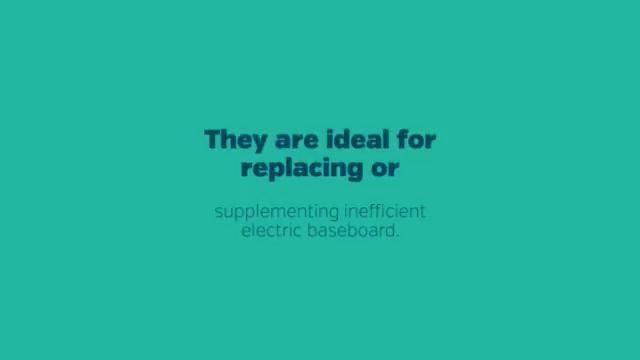 They are ideal for
replacing or
supplementing inefficient
electric baseboard.